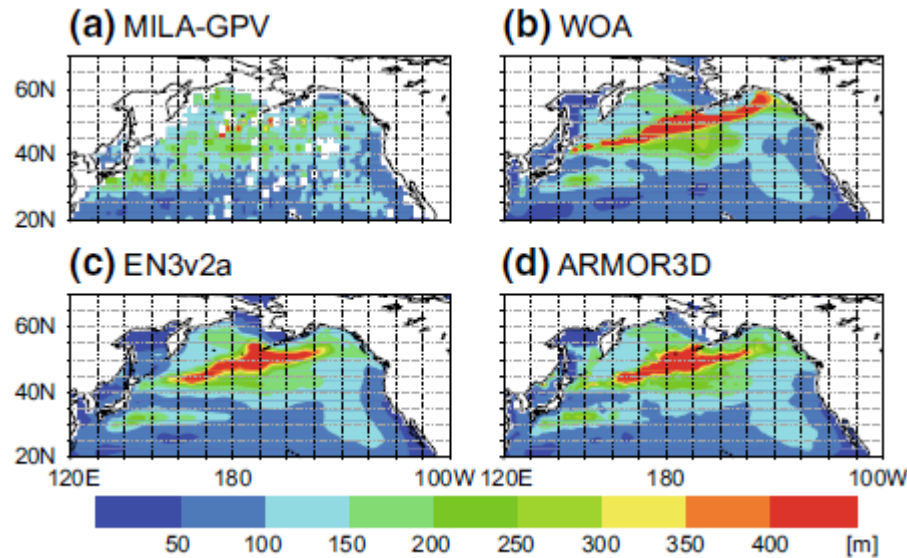 (a) MILA-GPV
(b) WOA
60N
40N
20N
(c) EN3v2a
(d) ARMOR3D
60N
40N
20N
120E 180 100W
120E 180 100W
50 100 150 200 250 300 350 400 [m]